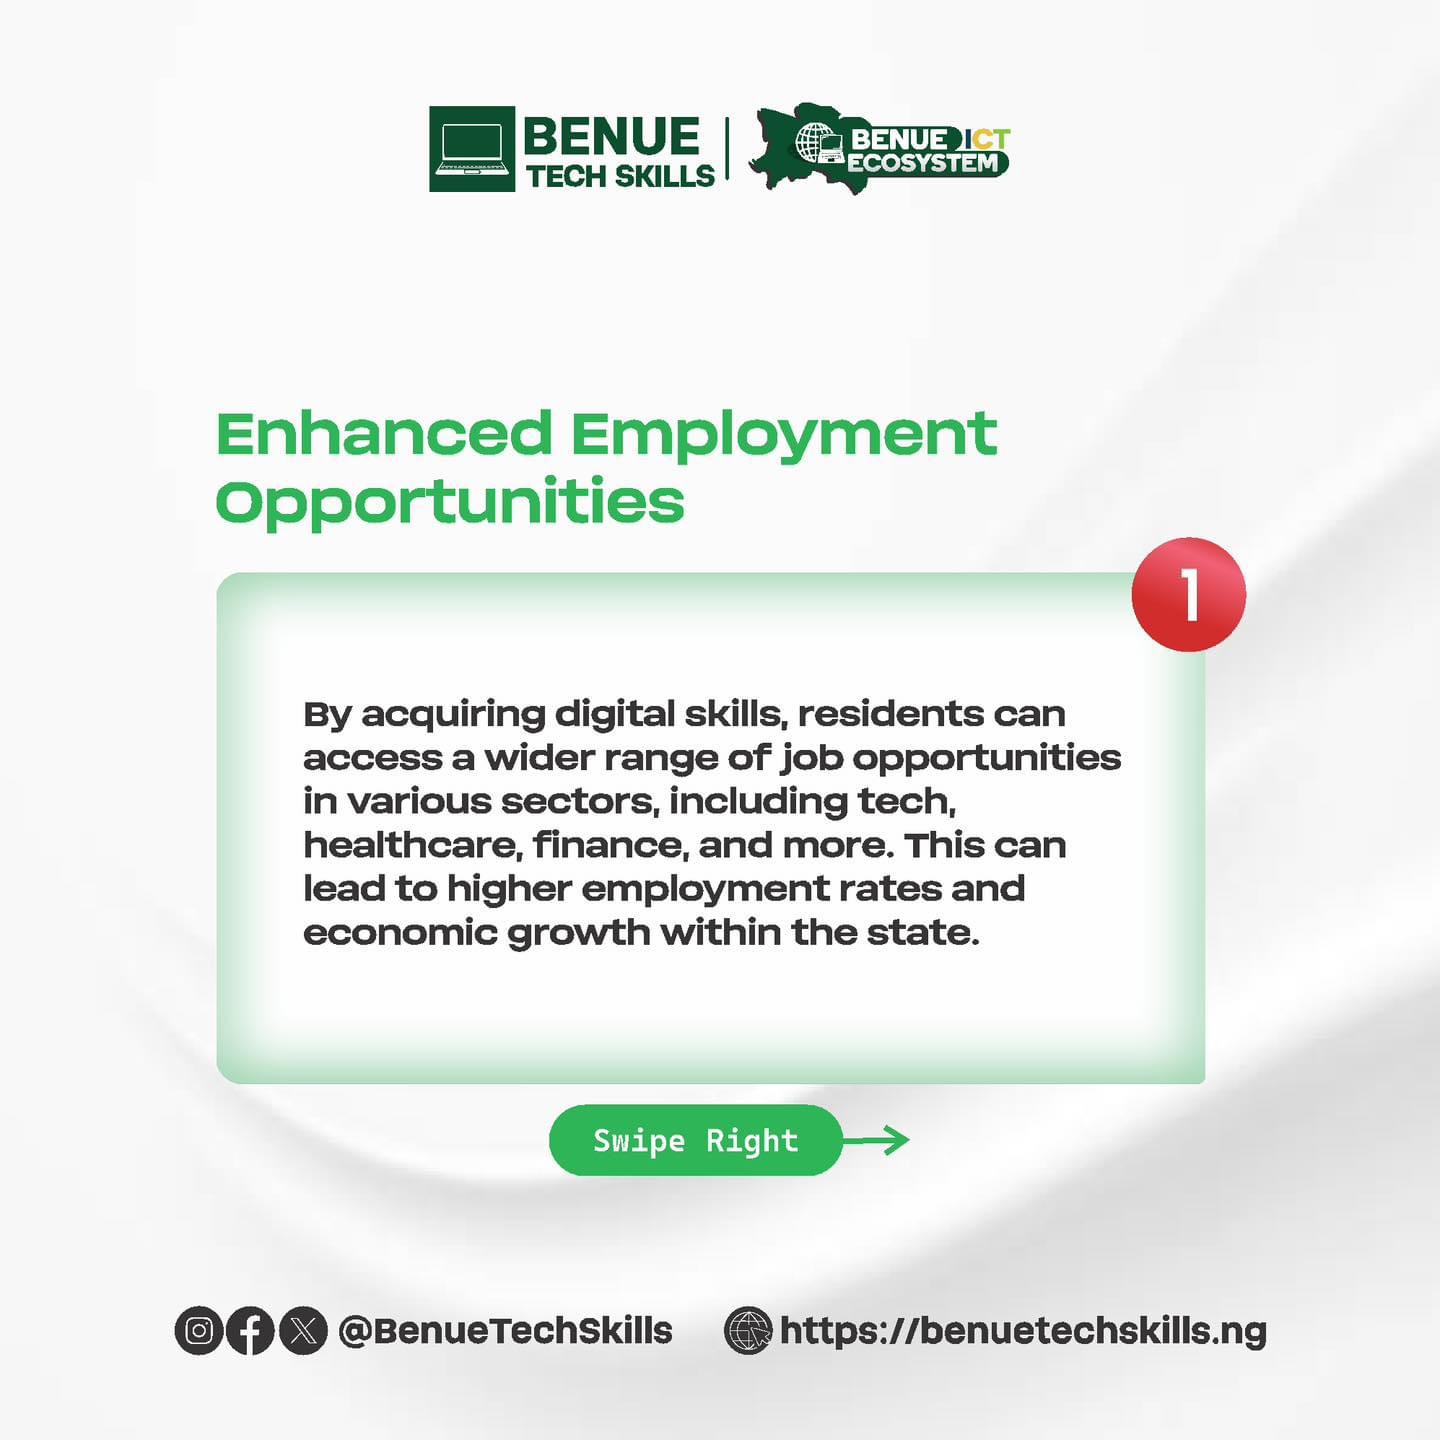 BENUE
TECH SKILLS
BENUE ICT
ECOSYSTEM
Enhanced Employment
Opportunities
1
By acquiring digital skills, residents can
access a wider range of job opportunities
in various sectors, including tech,
healthcare, finance, and more. This can
lead to higher employment rates and
economic growth within the state.
Swipe Right
@BenueTechSkills
https://benuetechskills.ng